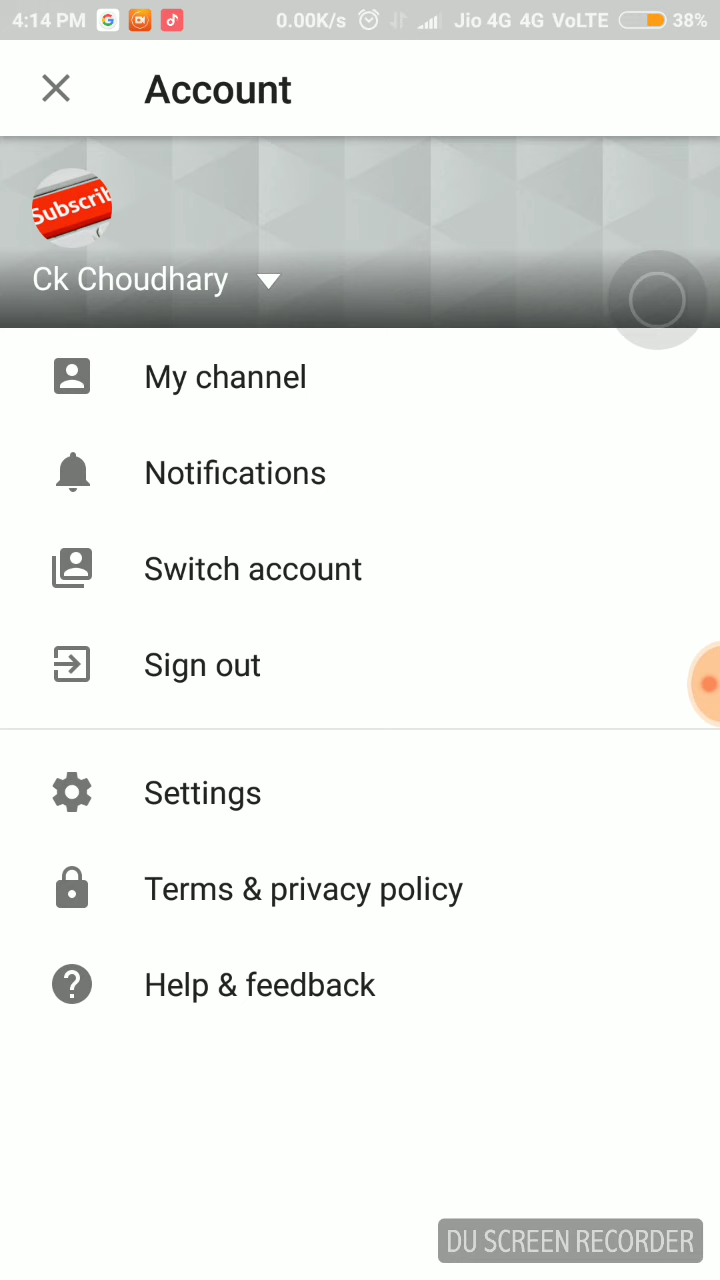 4:14 PM 0.00K/s Jio 4G 4G VoLTE 38%
Account
Subscrib
Ck Choudhary
My channel
Notifications
Switch account
Sign out
Settings
Terms & privacy policy
Help & feedback
DU SCREEN RECORDER